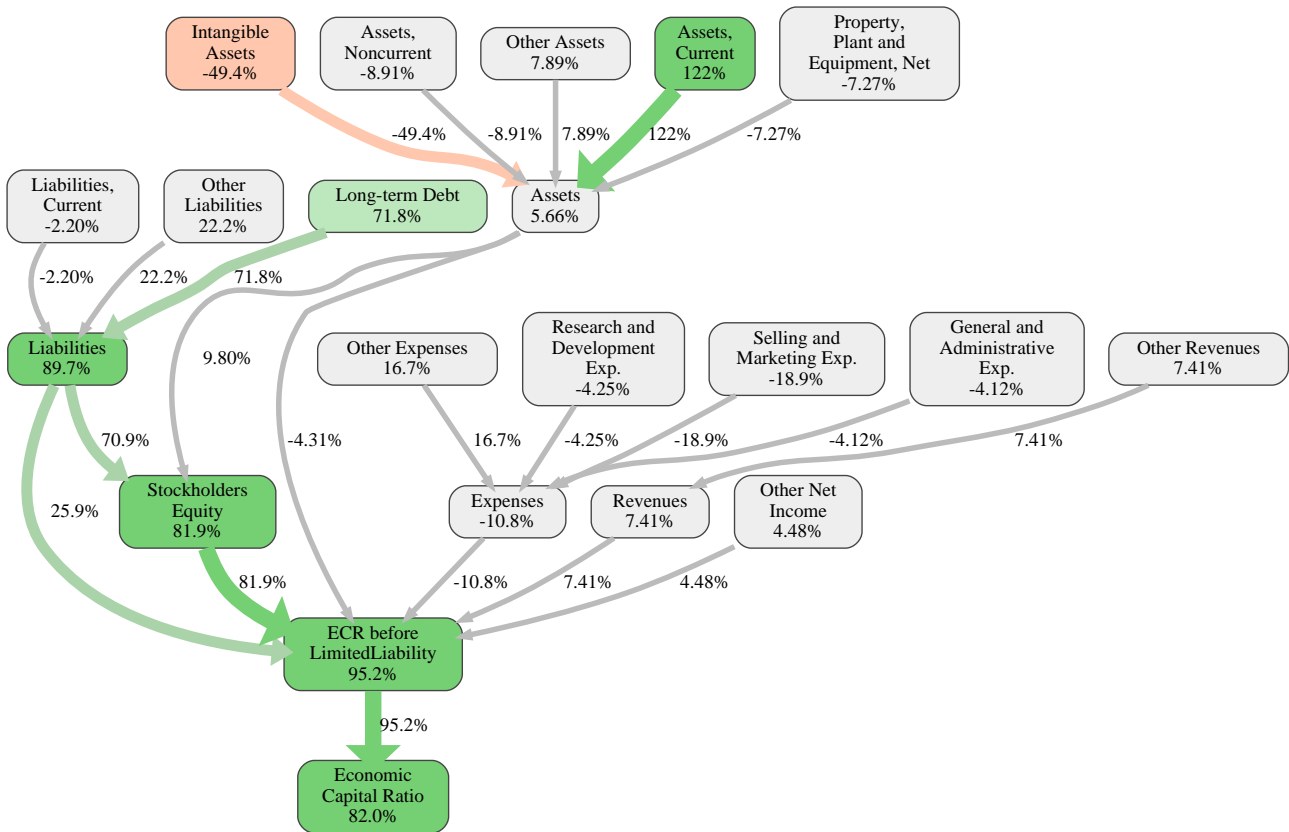 Intangible
Assets
-49.4%
Assets,
Noncurrent
-8.91%
Other Assets
7.89%
Assets,
Current
122%
Property,
Plant and
Equipment, Net
-7.27%
-49.4%
-8.91%
7.89%
122%
-7.27%
Liabilities,
Current
-2.20%
Other
Liabilities
22.2%
Long-term Debt
71.8%
Assets
5.66%
-2.20%
22.2%
71.8%
Liabilities
89.7%
9.80%
Other Expenses
16.7%
Research and
Development
Exp.
-4.25%
Selling and
Marketing Exp.
-18.9%
General and
Administrative
Exp.
-4.12%
Other Revenues
7.41%
70.9%
-4.31%
16.7%
-4.25%
-18.9%
-4.12%
7.41%
25.9%
Stockholders
Equity
81.9%
Expenses
-10.8%
Revenues
7.41%
Other Net
Income
4.48%
81.9%
-10.8%
7.41%
4.48%
ECR before
LimitedLiability
95.2%
95.2%
Economic
Capital Ratio
82.0%